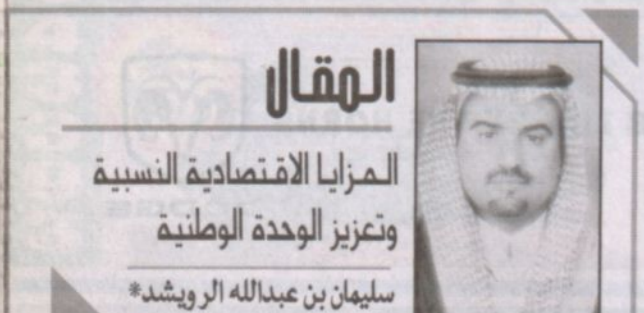 المقال
المزايا الاقتصادية النسبية
وتعزيز الوحدة الوطنية
سليمان بن عبدالله الرويشد*